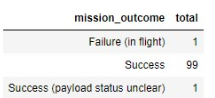 mission_outcome total
Failure (in flight) 1
Success 99
Success (payload status unclear) 1